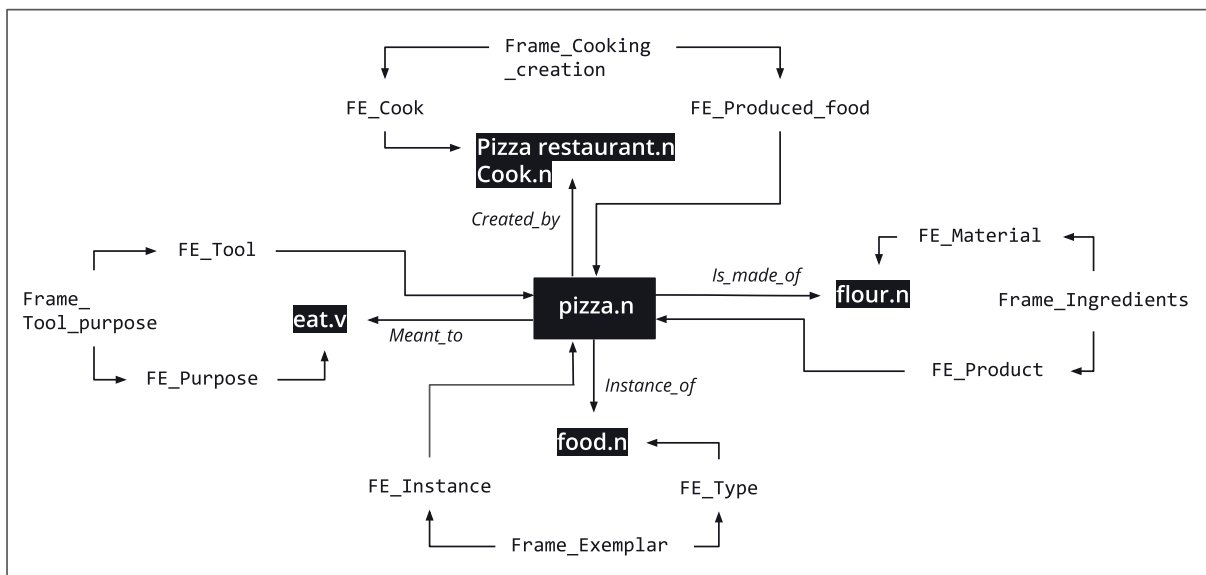 Frame_Cooking
_creation
FE_Cook
FE_Produced_food
Pizza restaurant.n
Cook.n
Created_by
FE_Tool
FE_Material
Is_made_of
Frame_
Tool_purpose
eat.v
pizza.n
flour.n
Frame_Ingredients
Meant_to
FE_Purpose
FE_Product
Instance_of
food.n
FE_Instance
FE_Type
Frame_Exemplar